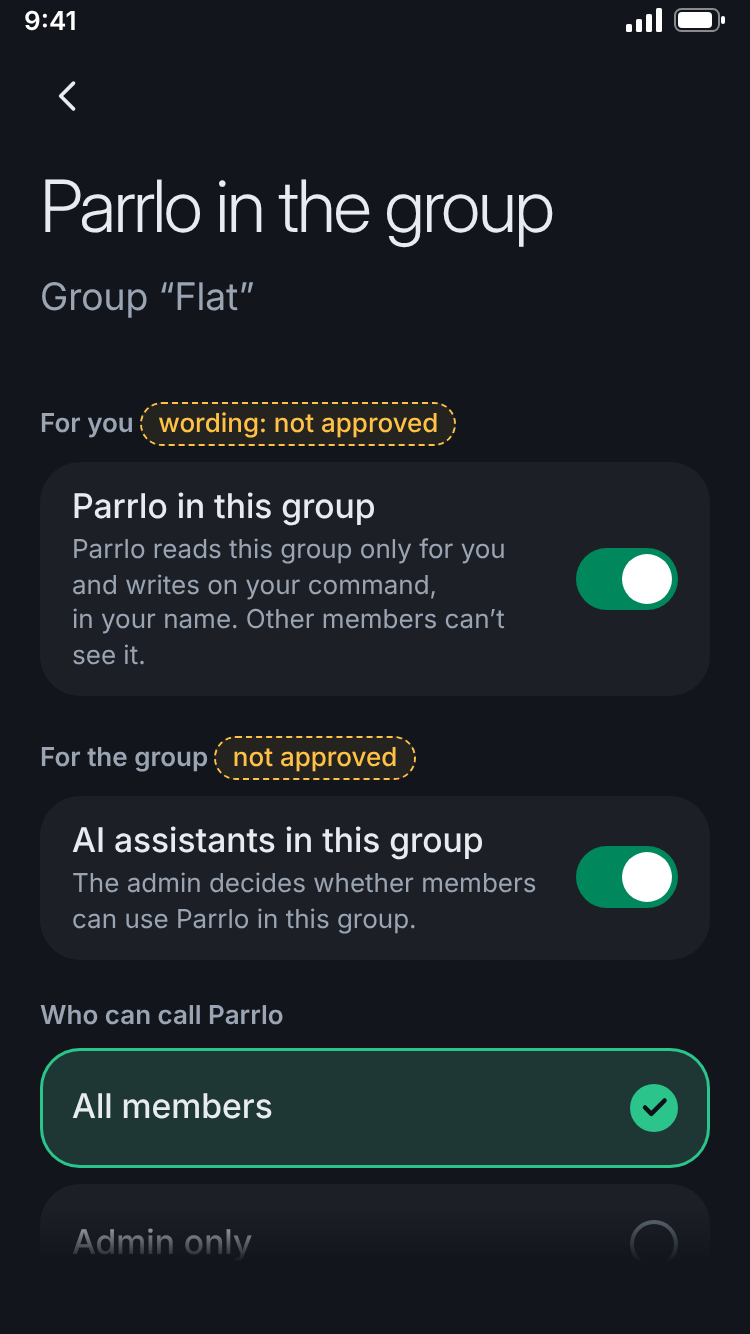 9:41
Parrlo in the group
Group “Flat”
For you wording: not approved
Parrlo in this group
Parrlo reads this group only for you
and writes on your command,
in your name. Other members can’t
see it.
For the group not approved
AI assistants in this group
The admin decides whether members
can use Parrlo in this group.
Who can call Parrlo
All members
Admin only